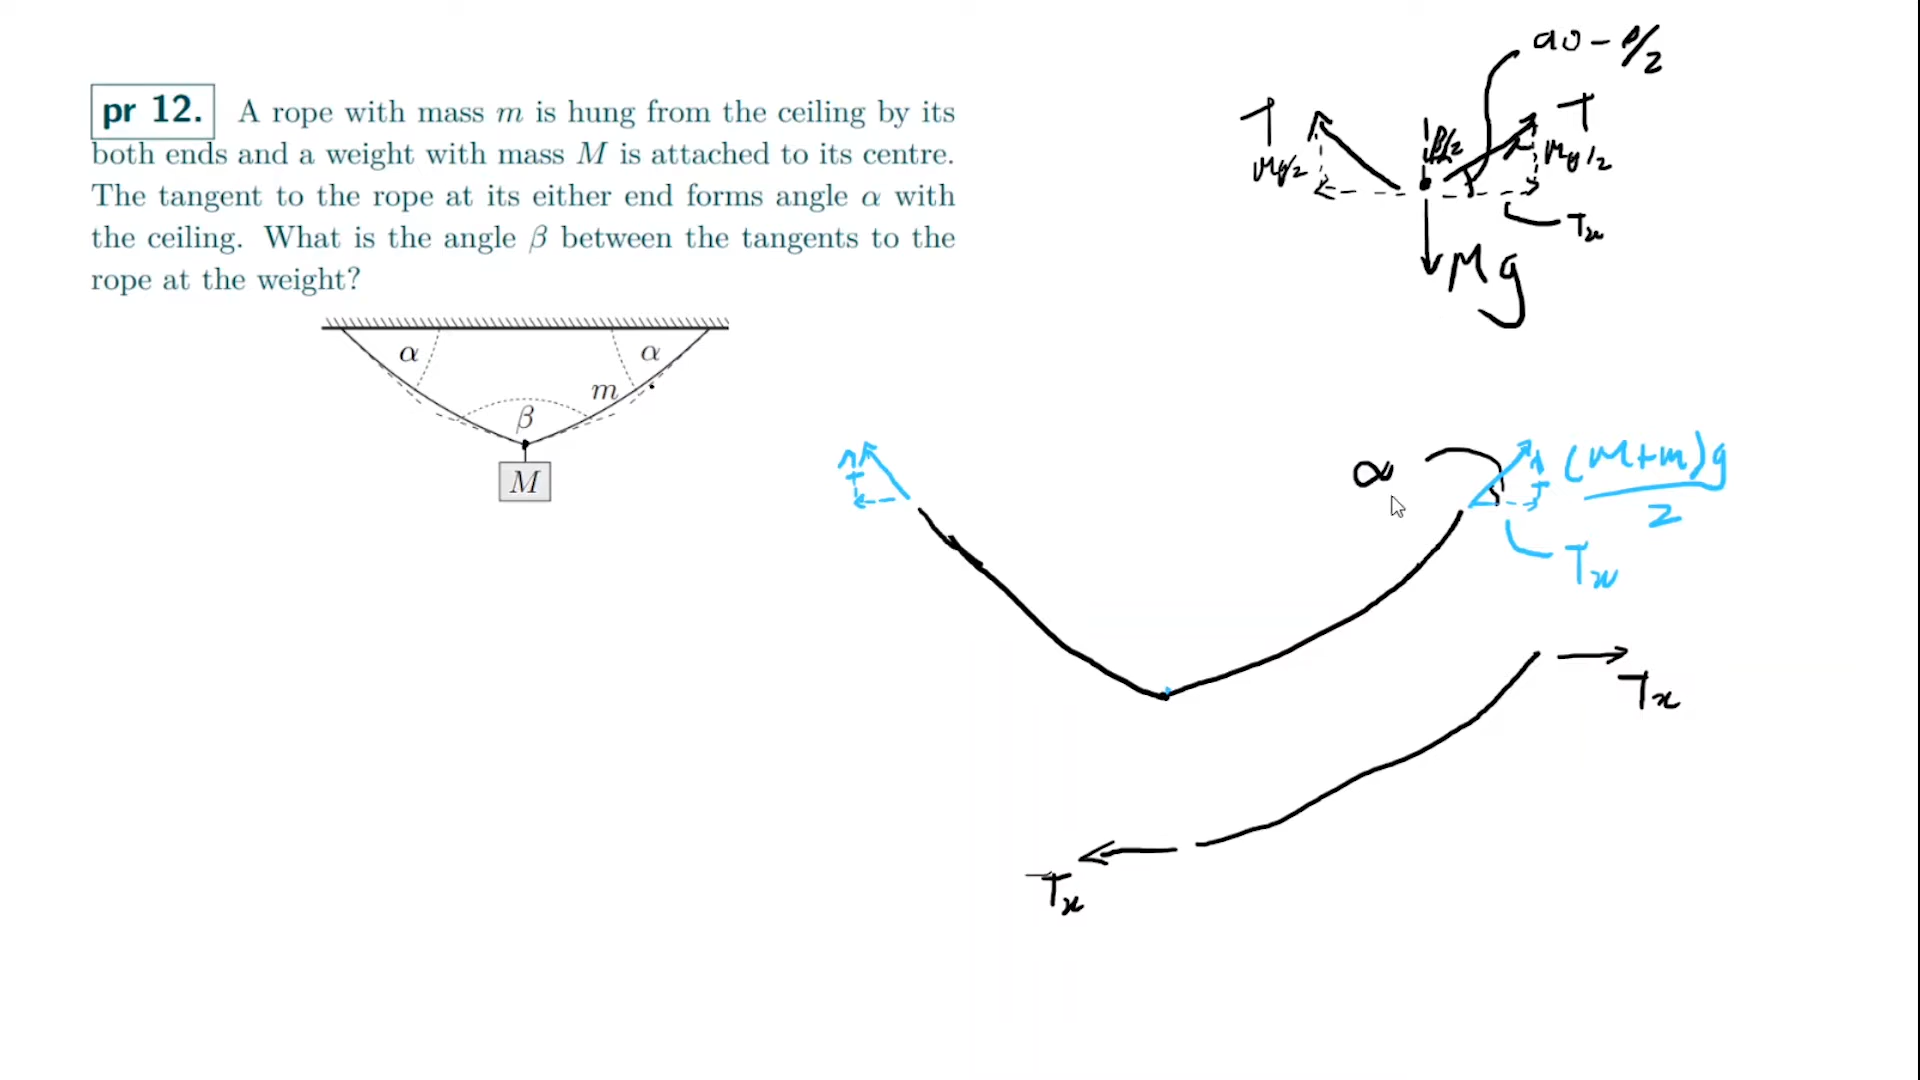 pr 12. A rope with mass m is hung from the ceiling by its
both ends and a weight with mass M is attached to its centre.
The tangent to the rope at its either end forms angle α with
the ceiling. What is the angle β between the tangents to the
rope at the weight?
α
α
m
β
M
90 - β/2
T
T
β/2
Mg/2
Mg/2
Tx
Mg
α
(M+m)g
2
Tx
Tx
Tx